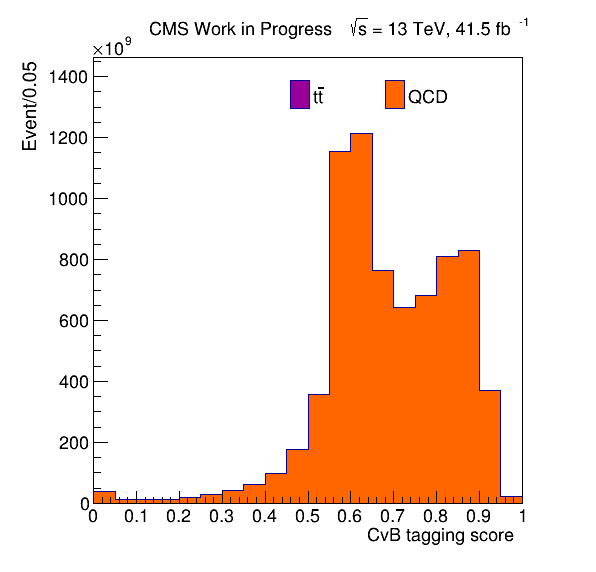 CMS Work in Progress √s = 13 TeV, 41.5 fb⁻¹
×10⁹
tt̄ QCD
Event/0.05
1400
1200
1000
800
600
400
200
0
0 0.1 0.2 0.3 0.4 0.5 0.6 0.7 0.8 0.9 1
CvB tagging score